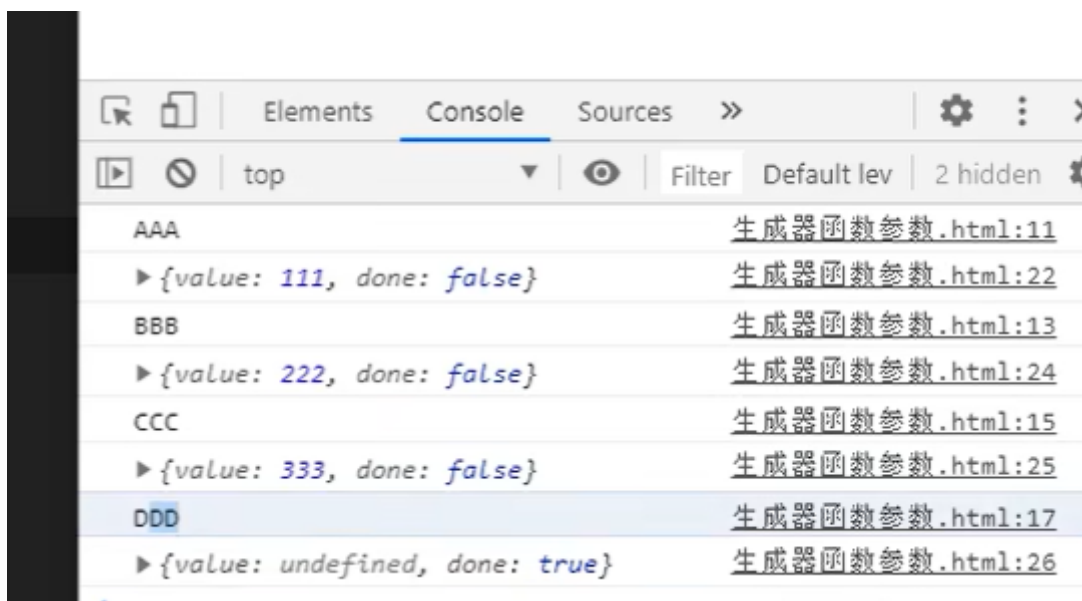 Elements Console Sources »
top Filter Default lev 2 hidden
AAA 生成器函数参数.html:11
{value: 111, done: false} 生成器函数参数.html:22
BBB 生成器函数参数.html:13
{value: 222, done: false} 生成器函数参数.html:24
CCC 生成器函数参数.html:15
{value: 333, done: false} 生成器函数参数.html:25
DDD 生成器函数参数.html:17
{value: undefined, done: true} 生成器函数参数.html:26